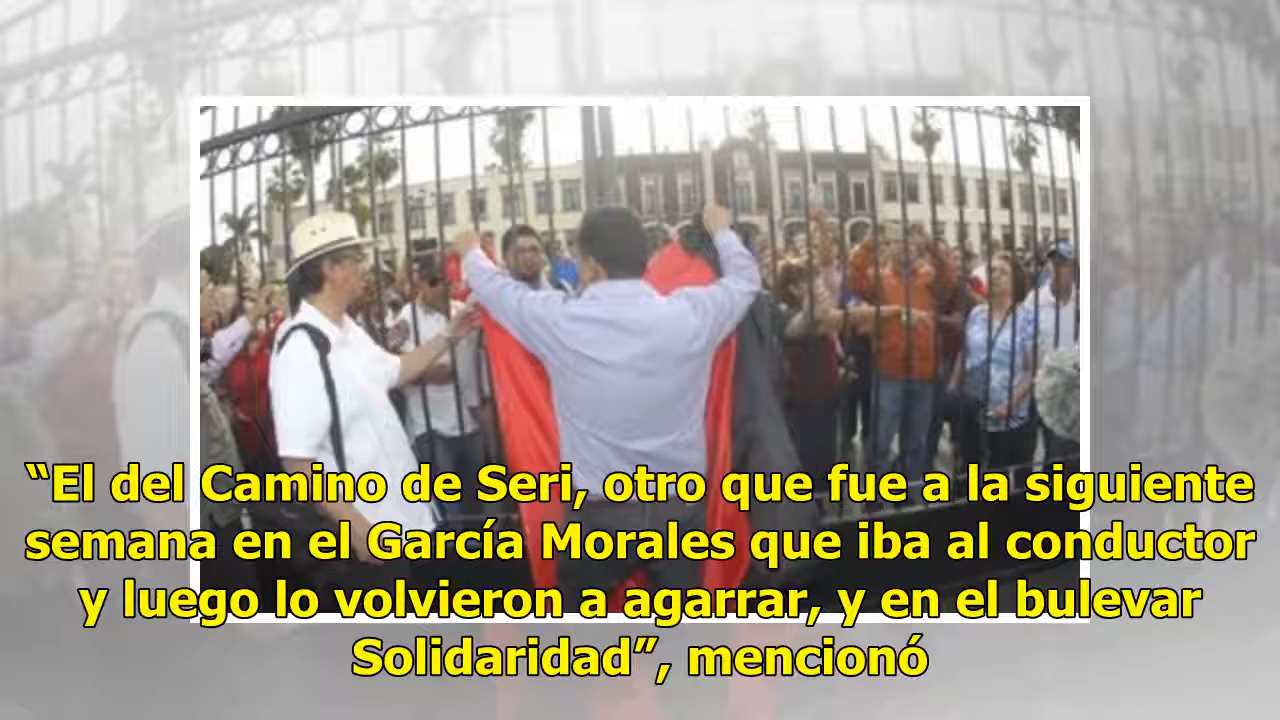 “El del Camino de Seri, otro que fue a la siguiente
semana en el García Morales que iba al conductor
y luego lo volvieron a agarrar, y en el bulevar
Solidaridad”, mencionó